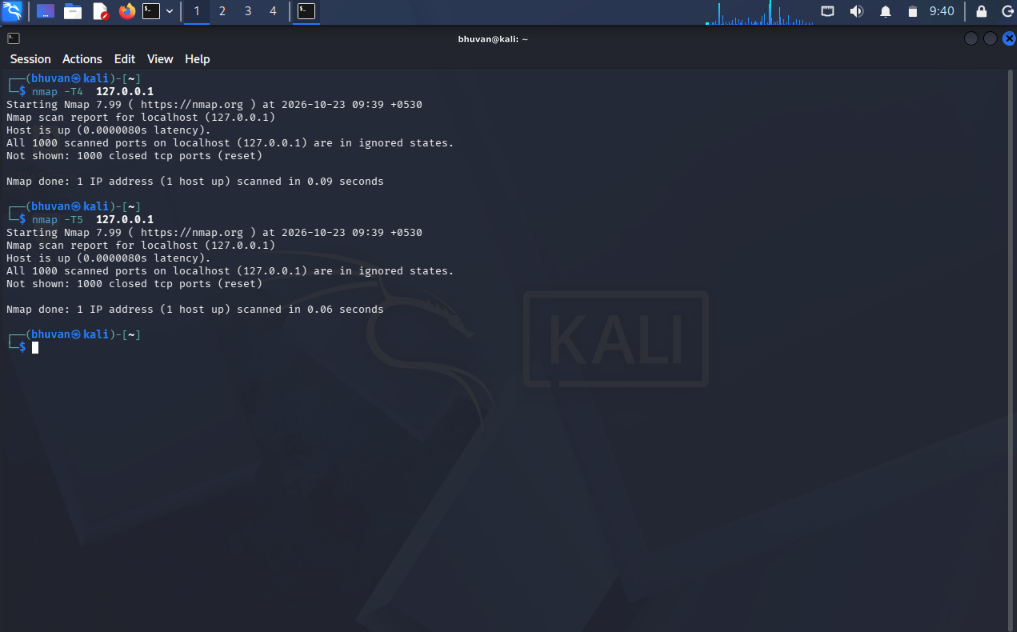 1 2 3 4 9:40
bhuvan@kali: ~
Session Actions Edit View Help
┌──(bhuvan㉿kali)-[~]
└─$ nmap -T4  127.0.0.1
Starting Nmap 7.99 ( https://nmap.org ) at 2026-10-23 09:39 +0530
Nmap scan report for localhost (127.0.0.1)
Host is up (0.0000080s latency).
All 1000 scanned ports on localhost (127.0.0.1) are in ignored states.
Not shown: 1000 closed tcp ports (reset)
Nmap done: 1 IP address (1 host up) scanned in 0.09 seconds
┌──(bhuvan㉿kali)-[~]
└─$ nmap -T5  127.0.0.1
Starting Nmap 7.99 ( https://nmap.org ) at 2026-10-23 09:39 +0530
Nmap scan report for localhost (127.0.0.1)
Host is up (0.0000080s latency).
All 1000 scanned ports on localhost (127.0.0.1) are in ignored states.
Not shown: 1000 closed tcp ports (reset)
Nmap done: 1 IP address (1 host up) scanned in 0.06 seconds
┌──(bhuvan㉿kali)-[~]
└─$
KALI